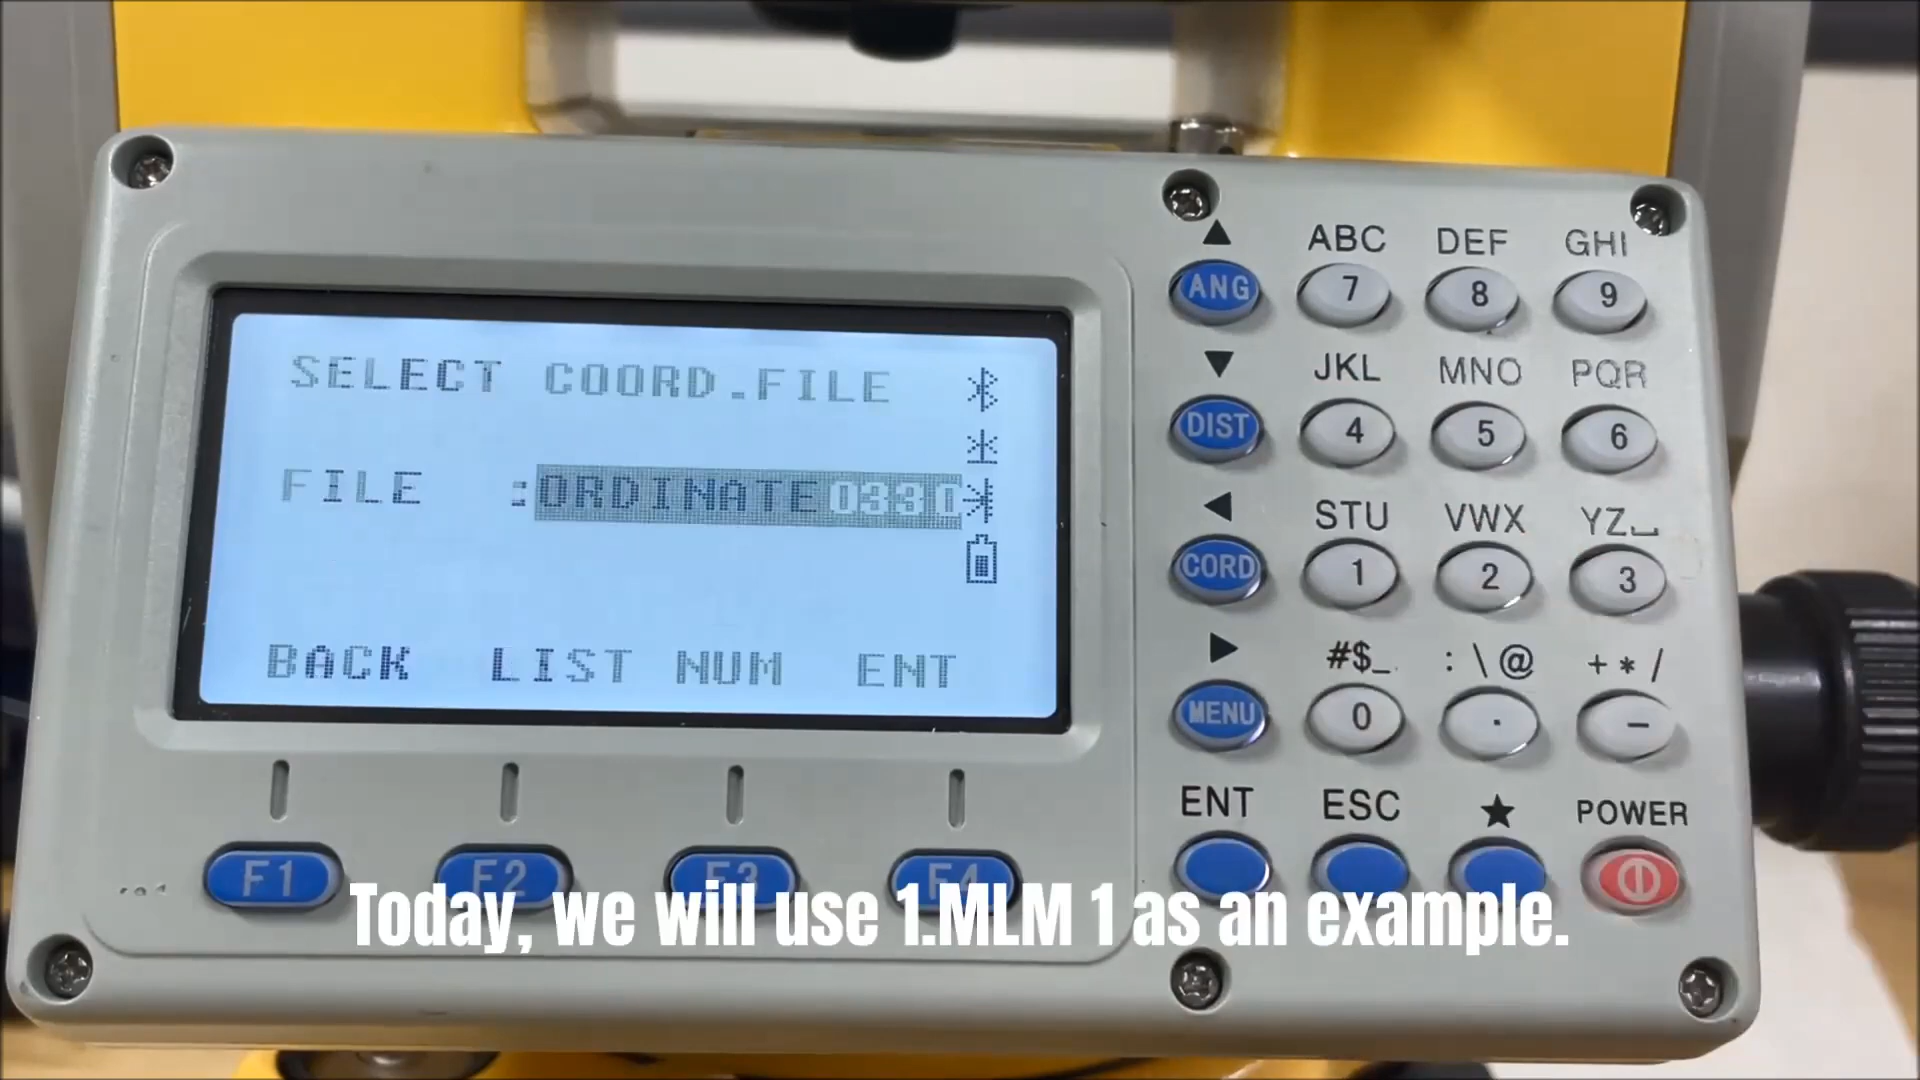 SELECT COORD.FILE
FILE :ORDINATE0330
BACK LIST NUM ENT
F1 F2 F3 F4
ABC DEF GHI
ANG 7 8 9
JKL MNO PQR
DIST 4 5 6
STU VWX YZ⎵
CORD 1 2 3
#$_ :\@ +*/
MENU 0 . -
ENT ESC ★ POWER
Today, we will use 1.MLM 1 as an example.